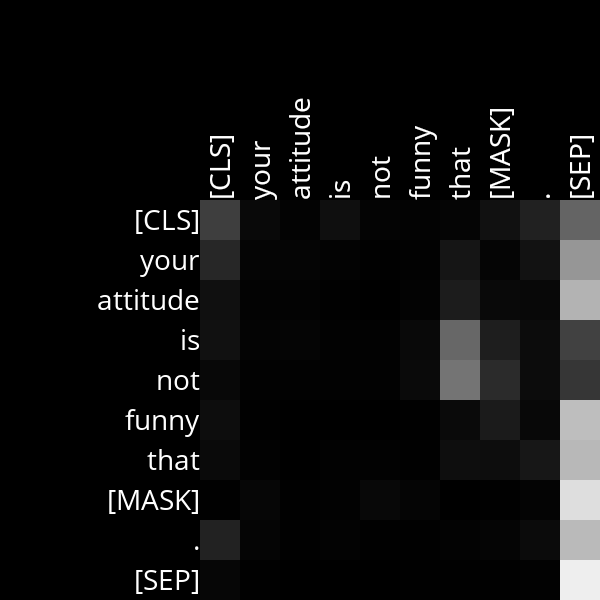 [CLS] your attitude is not funny that [MASK] . [SEP]
[CLS]
your
attitude
is
not
funny
that
[MASK]
.
[SEP]